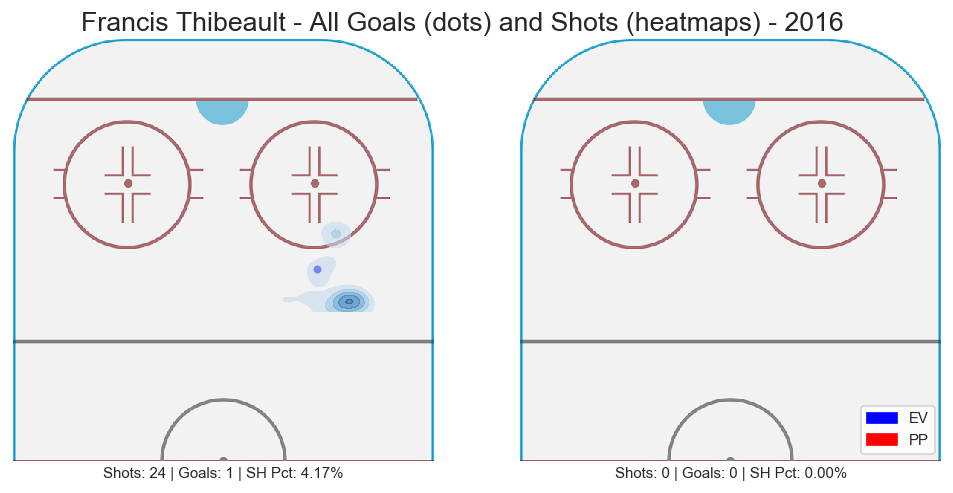 Francis Thibeault - All Goals (dots) and Shots (heatmaps) - 2016
EV
PP
Shots: 24 | Goals: 1 | SH Pct: 4.17%
Shots: 0 | Goals: 0 | SH Pct: 0.00%